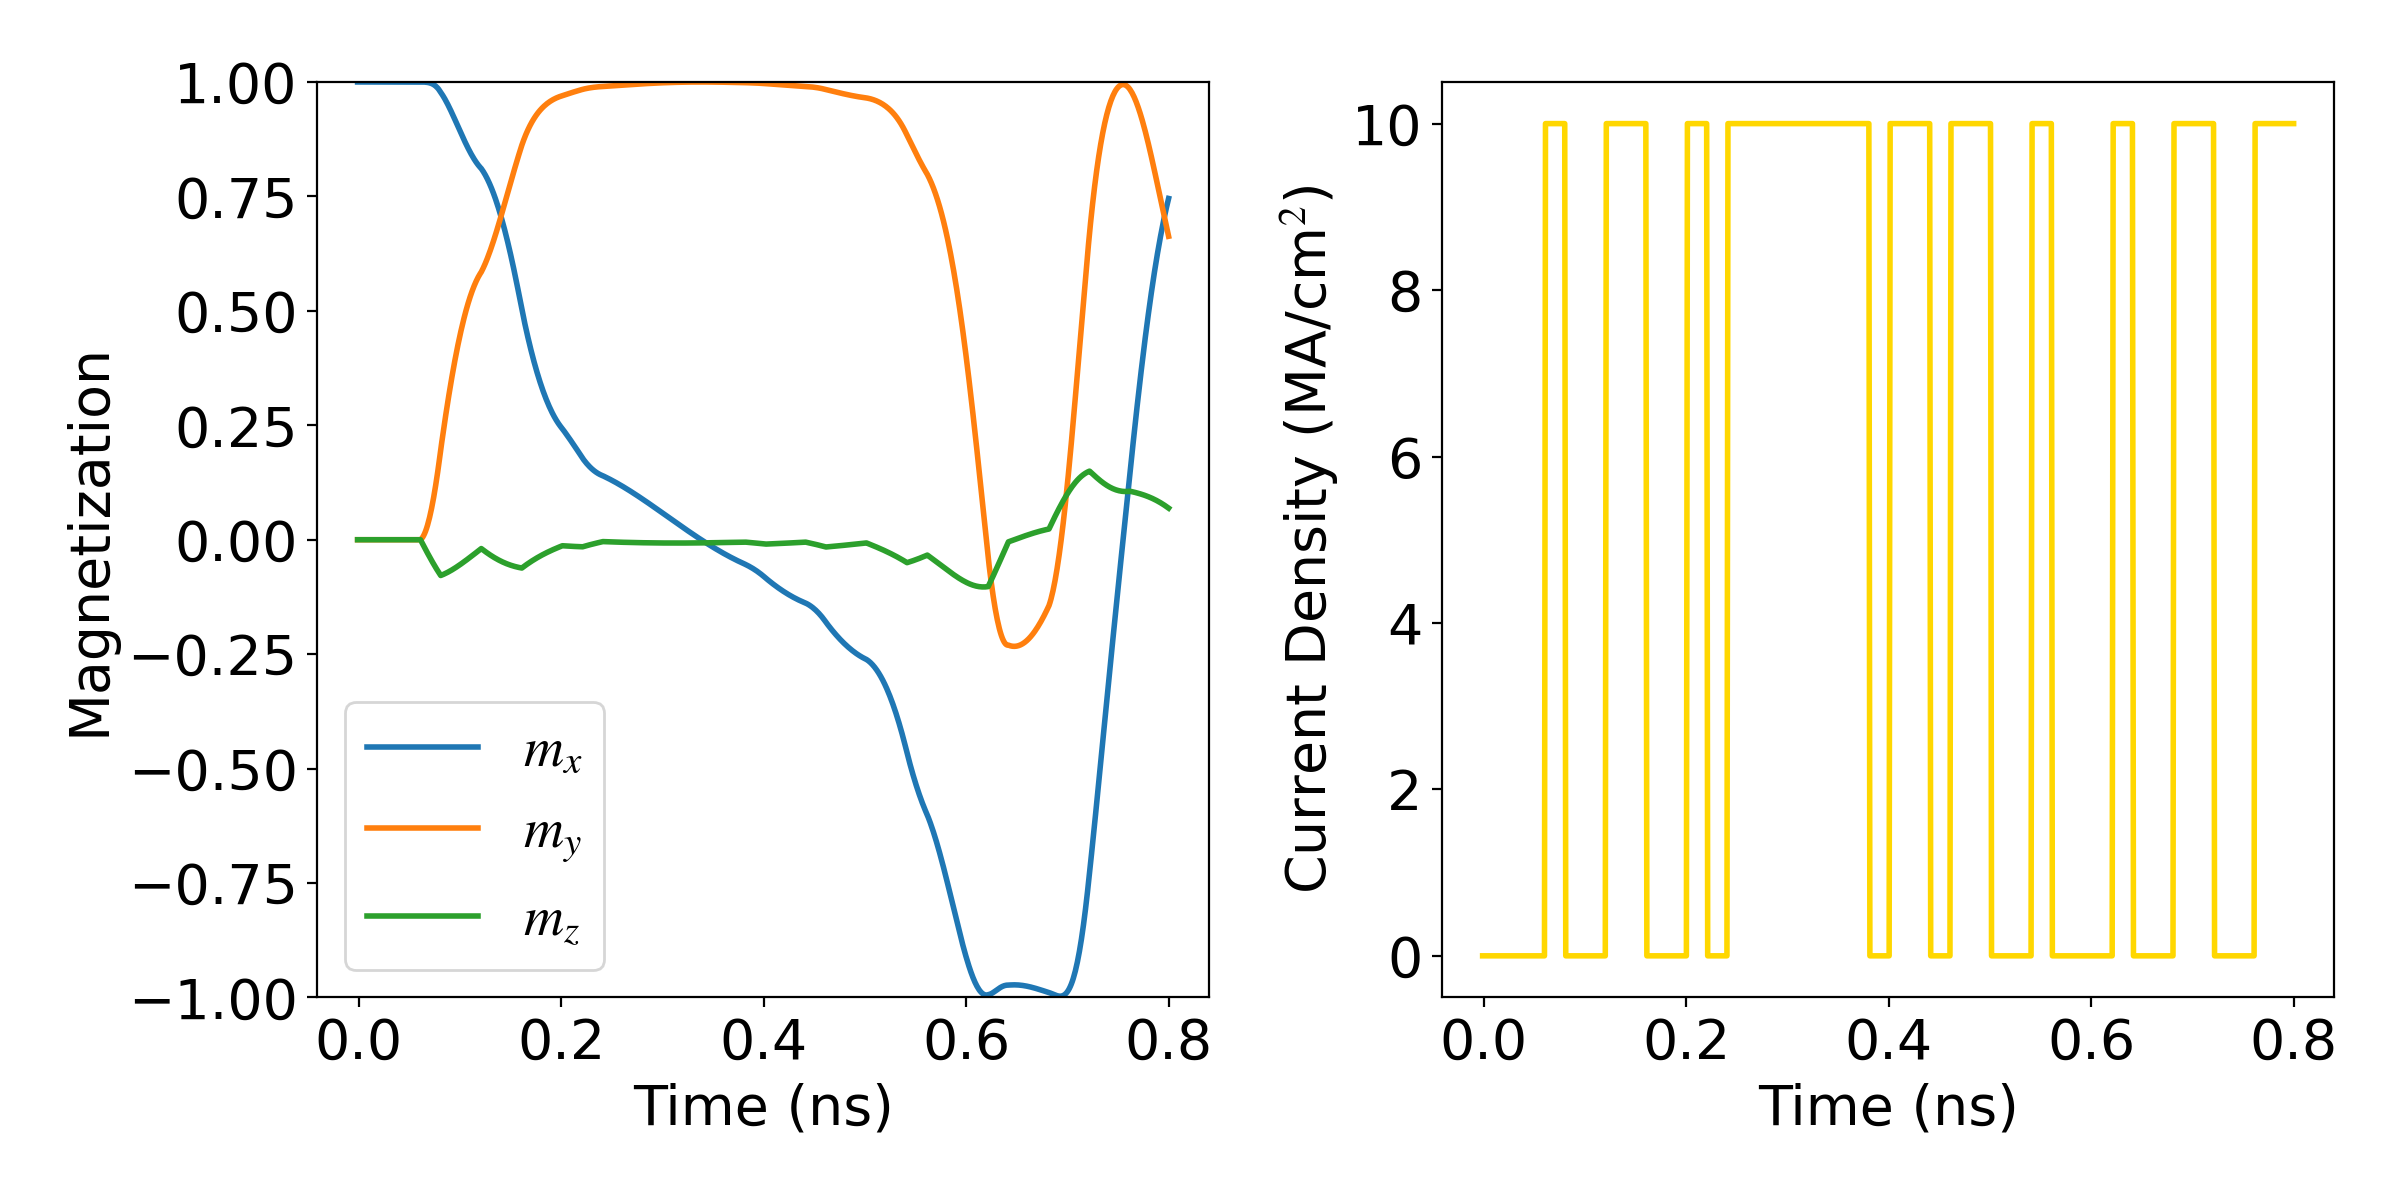 Magnetization
1.00
0.75
0.50
0.25
0.00
−0.25
−0.50
−0.75
−1.00
0.0 0.2 0.4 0.6 0.8
Time (ns)
m_x
m_y
m_z
Current Density (MA/cm²)
10
8
6
4
2
0
0.0 0.2 0.4 0.6 0.8
Time (ns)